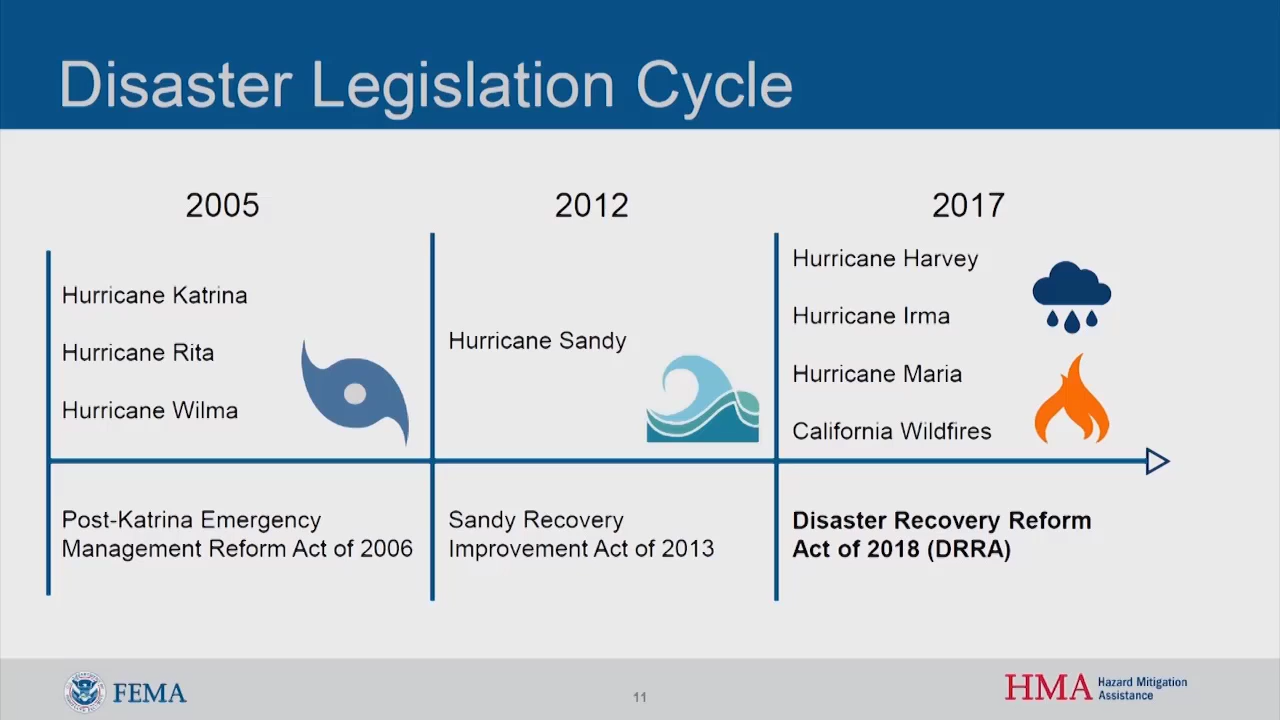 Disaster Legislation Cycle
2005
Hurricane Katrina
Hurricane Rita
Hurricane Wilma
Post-Katrina Emergency
Management Reform Act of 2006
2012
Hurricane Sandy
Sandy Recovery
Improvement Act of 2013
2017
Hurricane Harvey
Hurricane Irma
Hurricane Maria
California Wildfires
Disaster Recovery Reform
Act of 2018 (DRRA)
FEMA
11
HMA Hazard Mitigation
Assistance